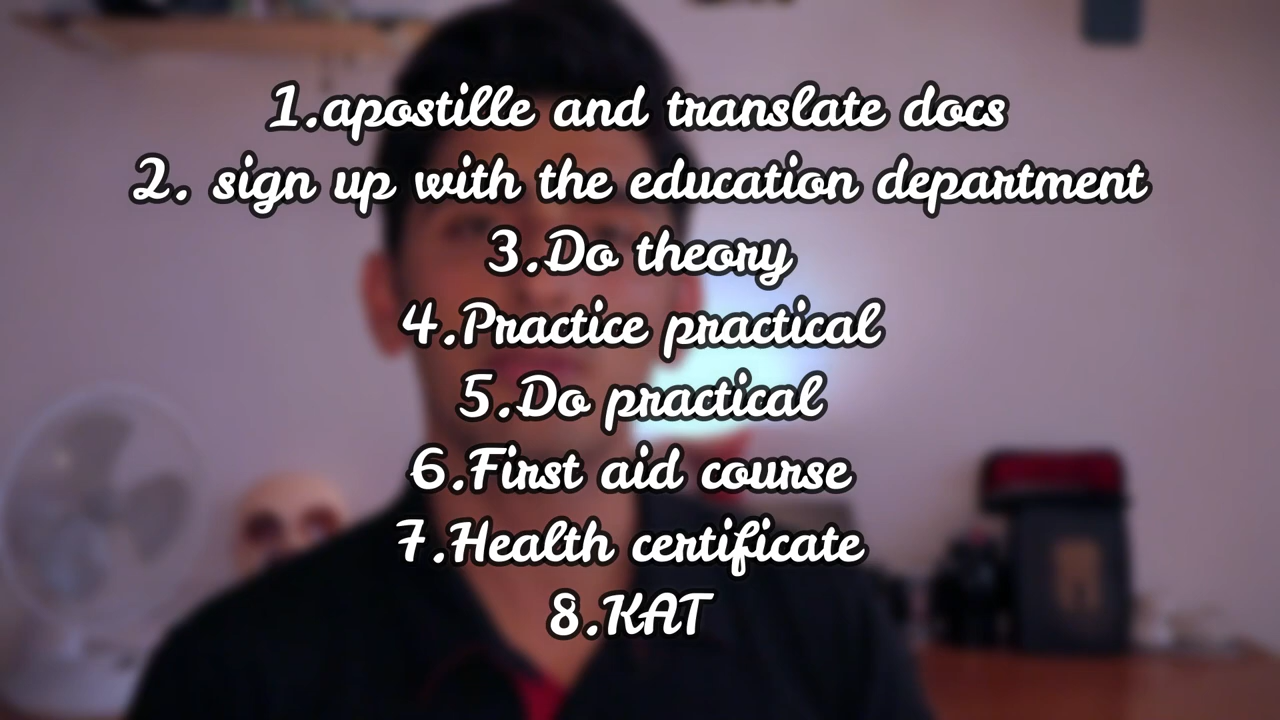 1.apostille and translate docs
2. sign up with the education department
3.Do theory
4.Practice practical
5.Do practical
6.First aid course
7.Health certificate
8.KAT